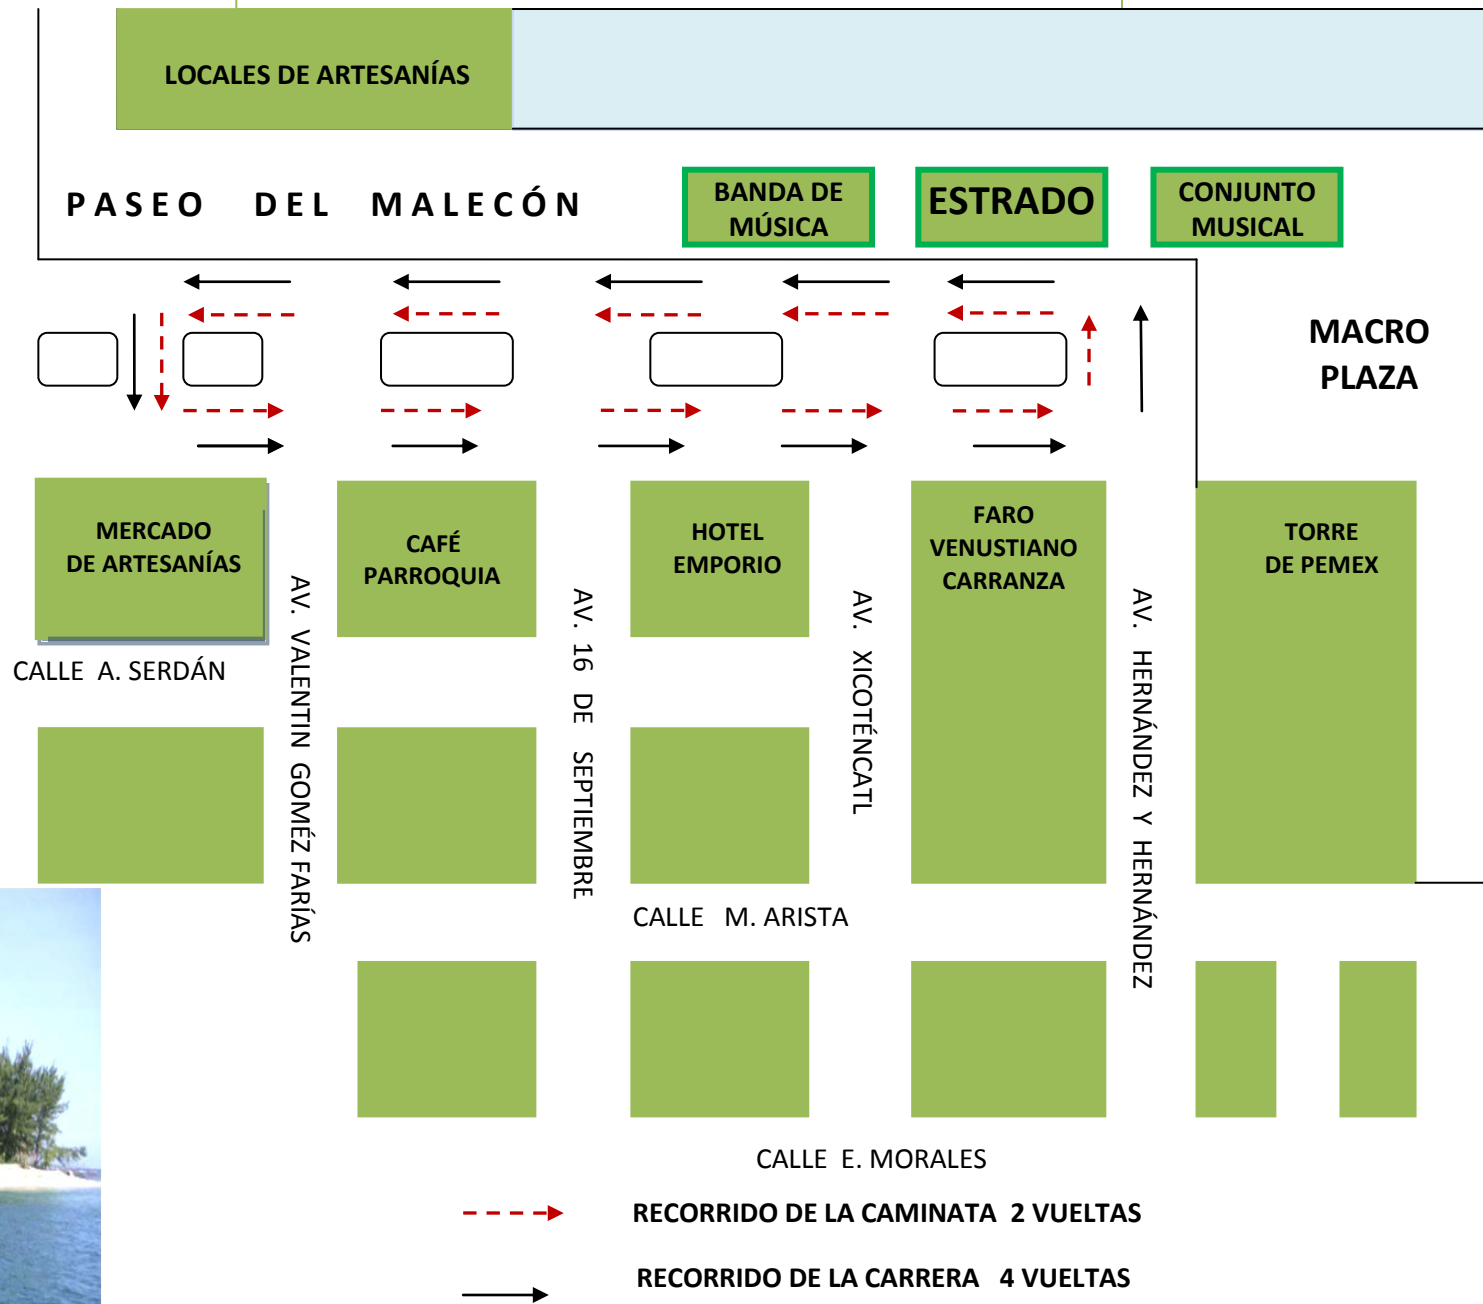 LOCALES DE ARTESANÍAS
PASEO DEL MALECÓN
BANDA DE
MÚSICA
ESTRADO
CONJUNTO
MUSICAL
MACRO
PLAZA
MERCADO
DE ARTESANÍAS
CAFÉ
PARROQUIA
HOTEL
EMPORIO
FARO
VENUSTIANO
CARRANZA
TORRE
DE PEMEX
AV. VALENTIN GOMÉZ FARÍAS
AV. 16 DE SEPTIEMBRE
AV. XICOTÉNCATL
AV. HERNÁNDEZ Y HERNÁNDEZ
CALLE A. SERDÁN
CALLE M. ARISTA
CALLE E. MORALES
RECORRIDO DE LA CAMINATA 2 VUELTAS
RECORRIDO DE LA CARRERA 4 VUELTAS